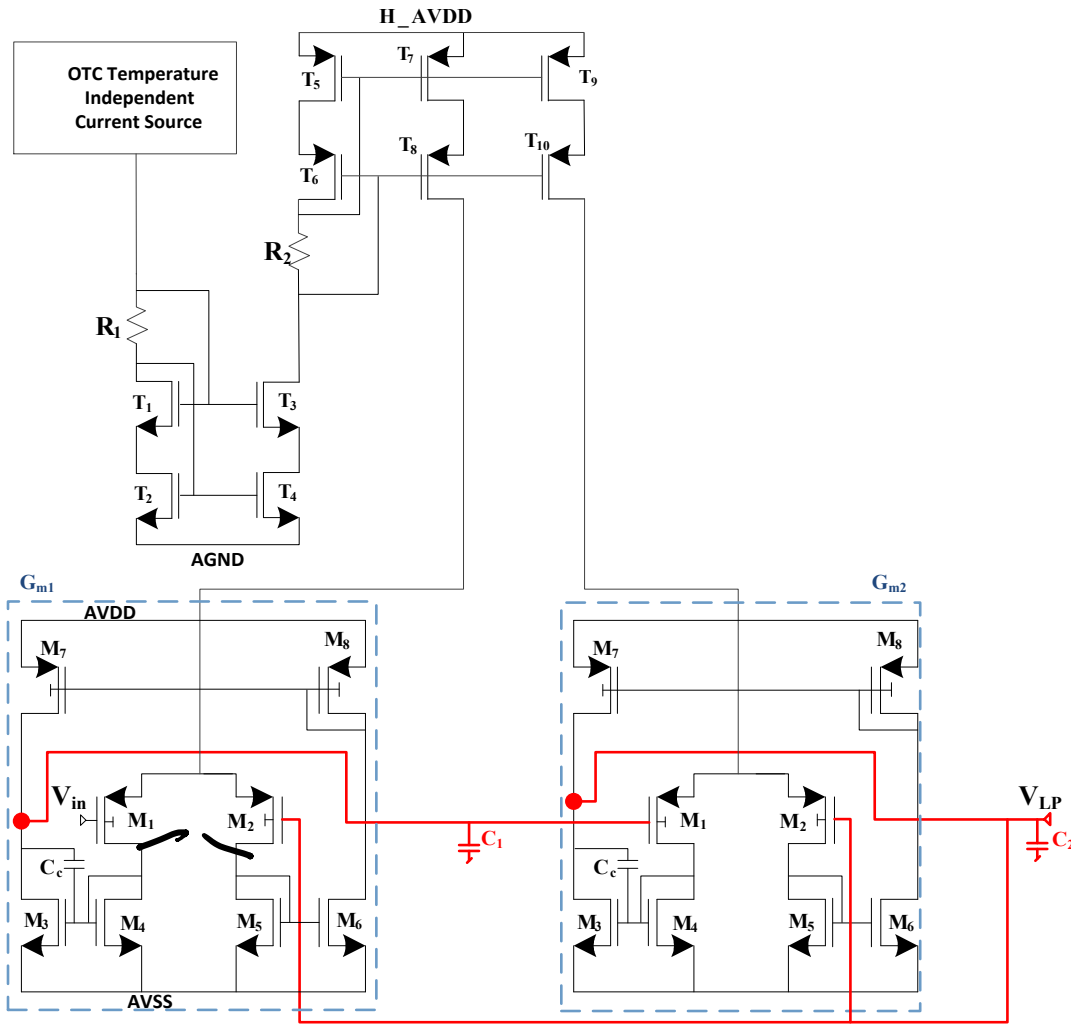 H_AVDD
OTC Temperature
Independent
Current Source
T₅
T₇
T₉
T₆
T₈
T₁₀
R₂
R₁
T₁
T₃
T₂
T₄
AGND
Gm1
Gm2
AVDD
M₇
M₈
M₇
M₈
Vin
M₁
M₂
C₁
M₁
M₂
VLP
C₂
Cc
Cc
M₃
M₄
M₅
M₆
M₃
M₄
M₅
M₆
AVSS